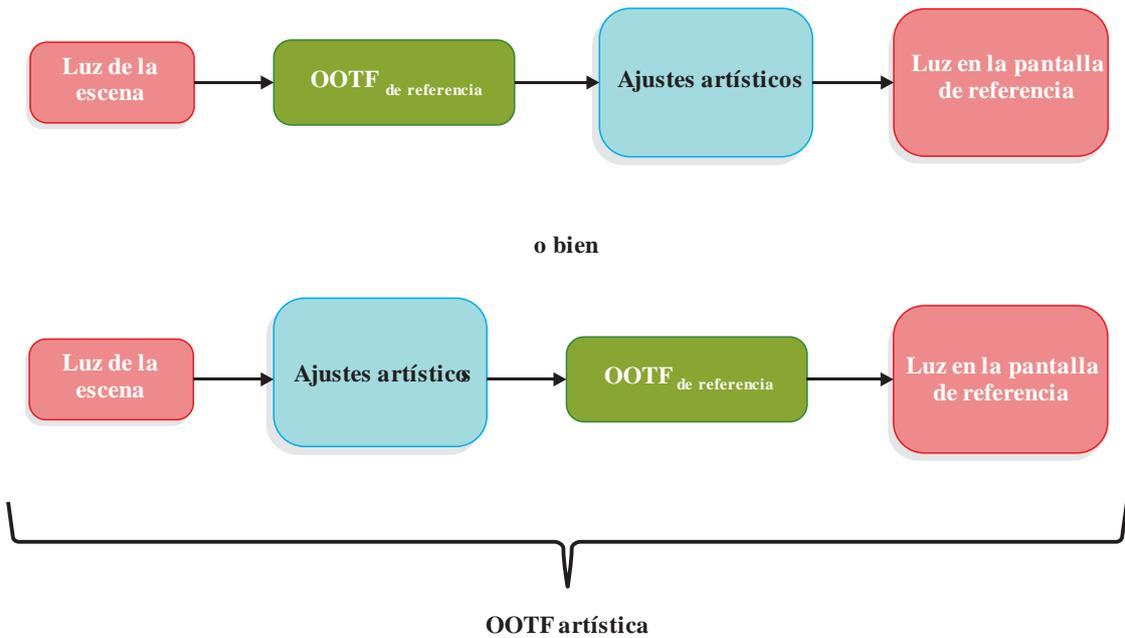 Luz de la
escena
OOTF de referencia
Ajustes artísticos
Luz en la pantalla
de referencia
o bien
Luz de la
escena
Ajustes artísticos
OOTF de referencia
Luz en la pantalla
de referencia
OOTF artística